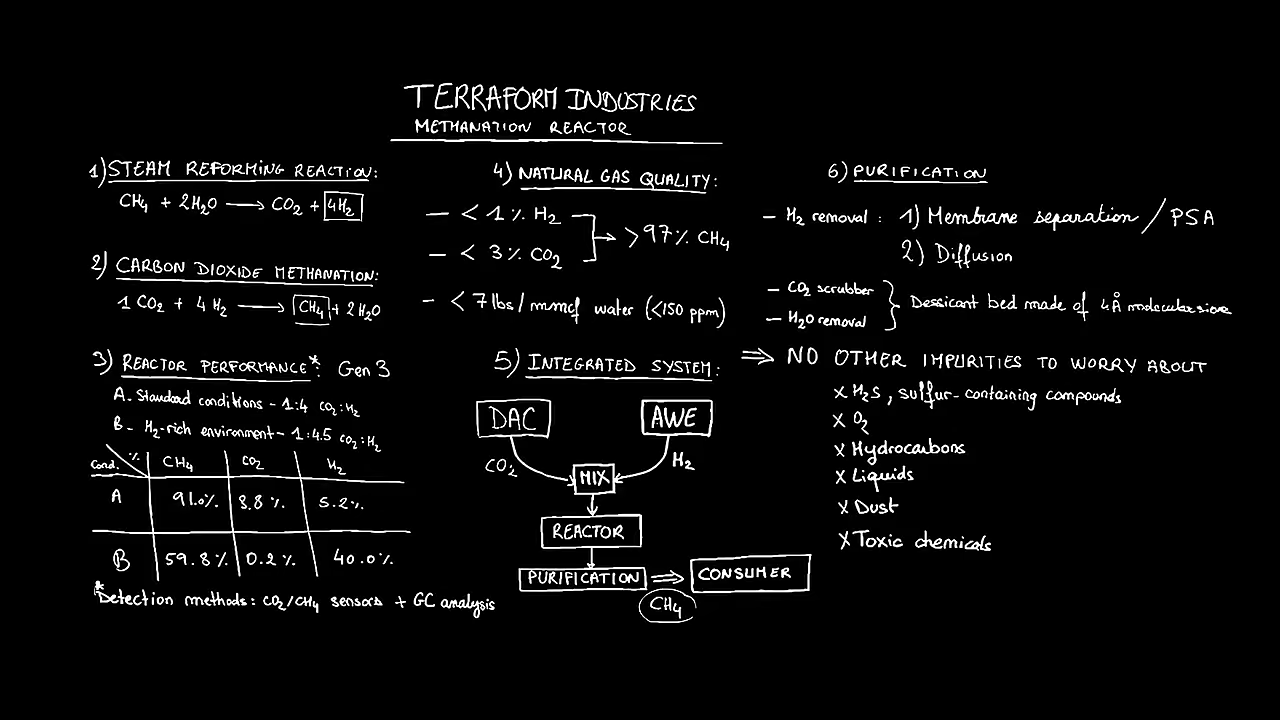 TERRAFORM INDUSTRIES
METHANATION REACTOR
1) STEAM REFORMING REACTION:
CH₄ + 2H₂O ⟶ CO₂ + 4H₂
2) CARBON DIOXIDE METHANATION:
1 CO₂ + 4 H₂ ⟶ CH₄ + 2H₂O
3) REACTOR PERFORMANCE*: Gen 3
A. Standard conditions - 1:4 CO₂:H₂
B - H₂-rich environment - 1:4.5 CO₂:H₂
Cond. % CH₄ CO₂ H₂
A 91.0% 3.8% 5.2%
B 59.8% 0.2% 40.0%
*Detection methods: CO₂/CH₄ sensors + GC analysis
4) NATURAL GAS QUALITY:
- < 1% H₂
- < 3% CO₂
→ >97% CH₄
- < 7 lbs/mmcf water (<150 ppm)
5) INTEGRATED SYSTEM:
DAC AWE
CO₂ H₂
MIX
REACTOR
PURIFICATION ⇒ CONSUMER
CH₄
6) PURIFICATION
- H₂ removal: 1) Membrane separation / PSA
2) Diffusion
- CO₂ scrubber
- H₂O removal
} Dessicant bed made of 4Å molecular sieve
⇒ NO OTHER IMPURITIES TO WORRY ABOUT
X H₂S, sulfur-containing compounds
X O₂
X Hydrocarbons
X Liquids
X Dust
X Toxic chemicals